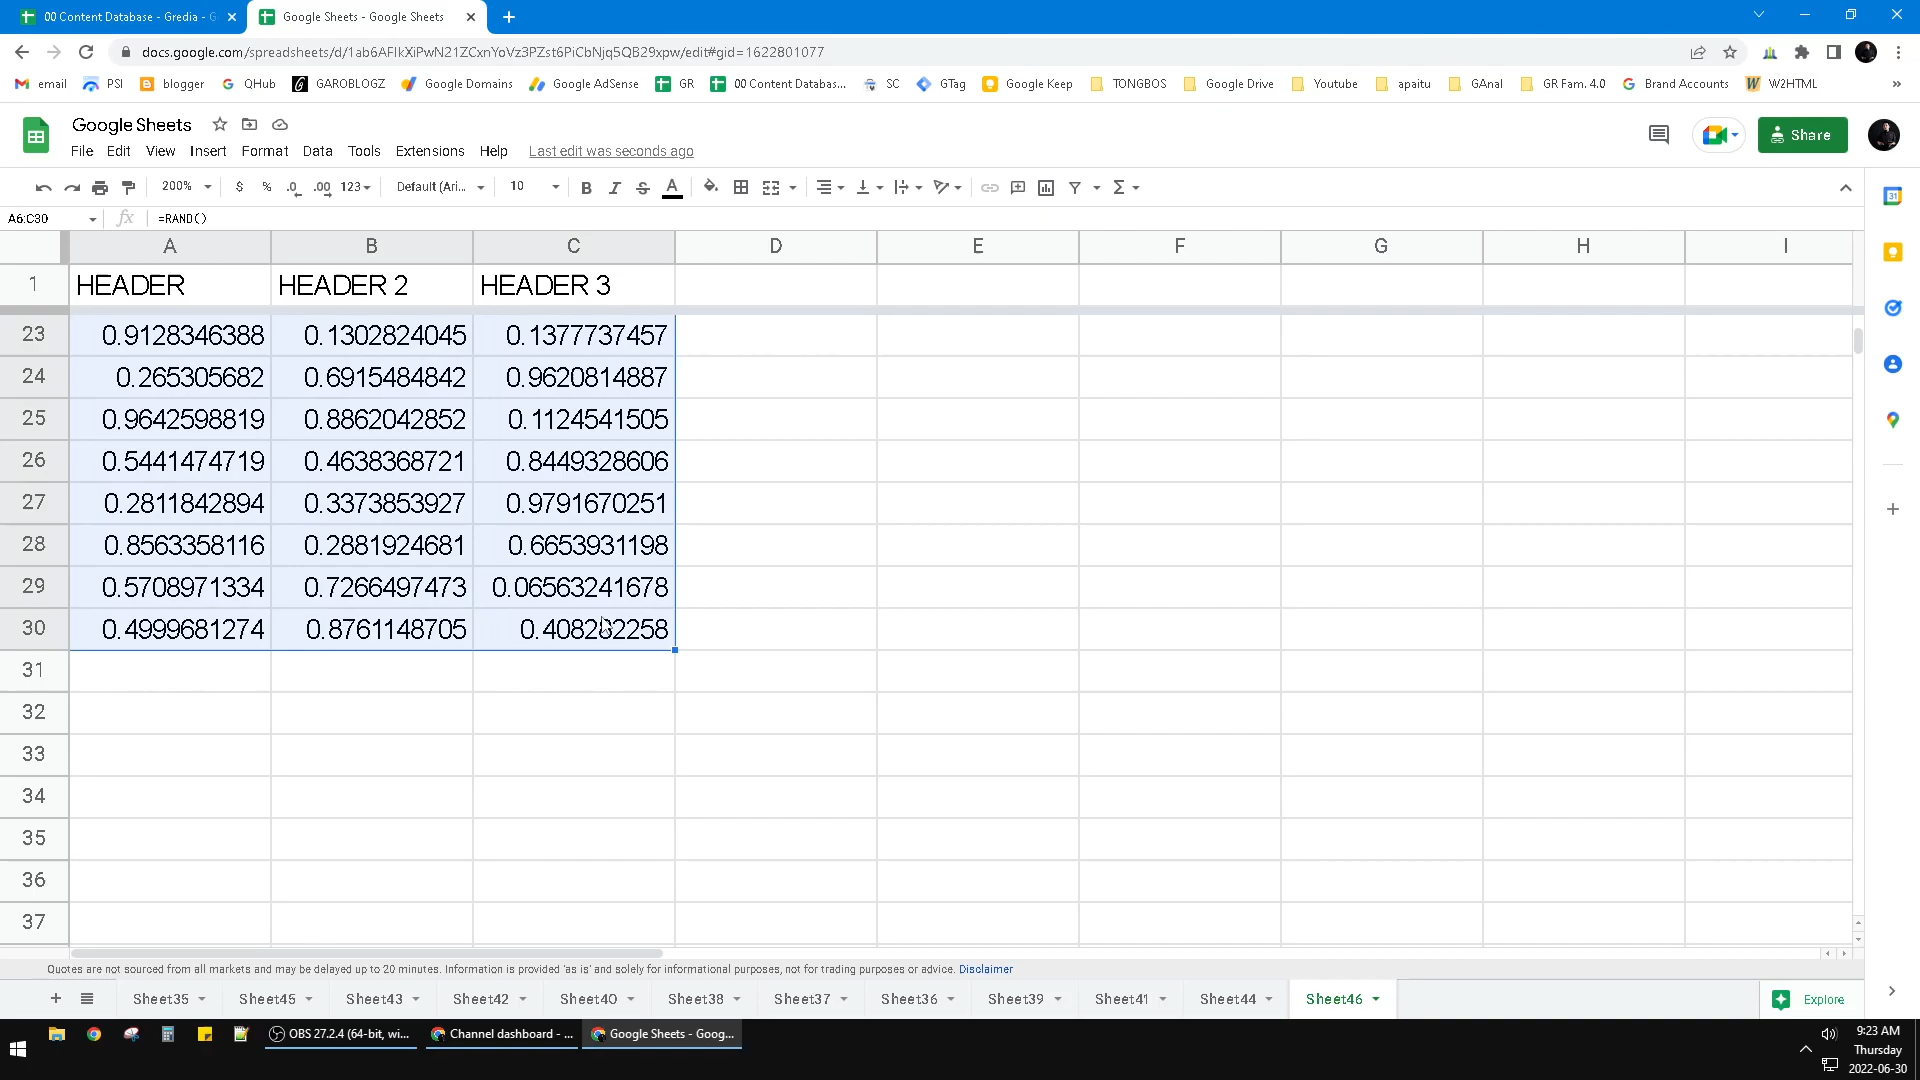 00 Content Database - Gredia - G
Google Sheets - Google Sheets
docs.google.com/spreadsheets/d/1ab6AFIkXiPwN21ZCxnYoVz3PZst6PiCbNjq5QB29xpw/edit#gid=1622801077
email PSI blogger QHub GAROBLOGZ Google Domains Google AdSense GR 00 Content Databas... SC GTag Google Keep TONGBOS Google Drive Youtube apaitu GAnal GR Fam. 4.0 Brand Accounts W2HTML »
Google Sheets
Share
File Edit View Insert Format Data Tools Extensions Help Last edit was seconds ago
200% $ % .0 .00 123 Default (Ari... 10 B I S A Σ
A6:C30 fx =RAND()
A B C D E F G H I
1 HEADER HEADER 2 HEADER 3
23 0.9128346388 0.1302824045 0.1377737457
24 0.265305682 0.6915484842 0.9620814887
25 0.9642598819 0.8862042852 0.1124541505
26 0.5441474719 0.4638368721 0.8449328606
27 0.2811842894 0.3373853927 0.9791670251
28 0.8563358116 0.2881924681 0.6653931198
29 0.5708971334 0.7266497473 0.06563241678
30 0.4999681274 0.8761148705 0.408282258
31
32
33
34
35
36
37
Quotes are not sourced from all markets and may be delayed up to 20 minutes. Information is provided 'as is' and solely for informational purposes, not for trading purposes or advice. Disclaimer
Sheet35 Sheet45 Sheet43 Sheet42 Sheet40 Sheet38 Sheet37 Sheet36 Sheet39 Sheet41 Sheet44 Sheet46 Explore
OBS 27.2.4 (64-bit, wi... Channel dashboard - ... Google Sheets - Goog...
9:23 AM
Thursday
2022-06-30